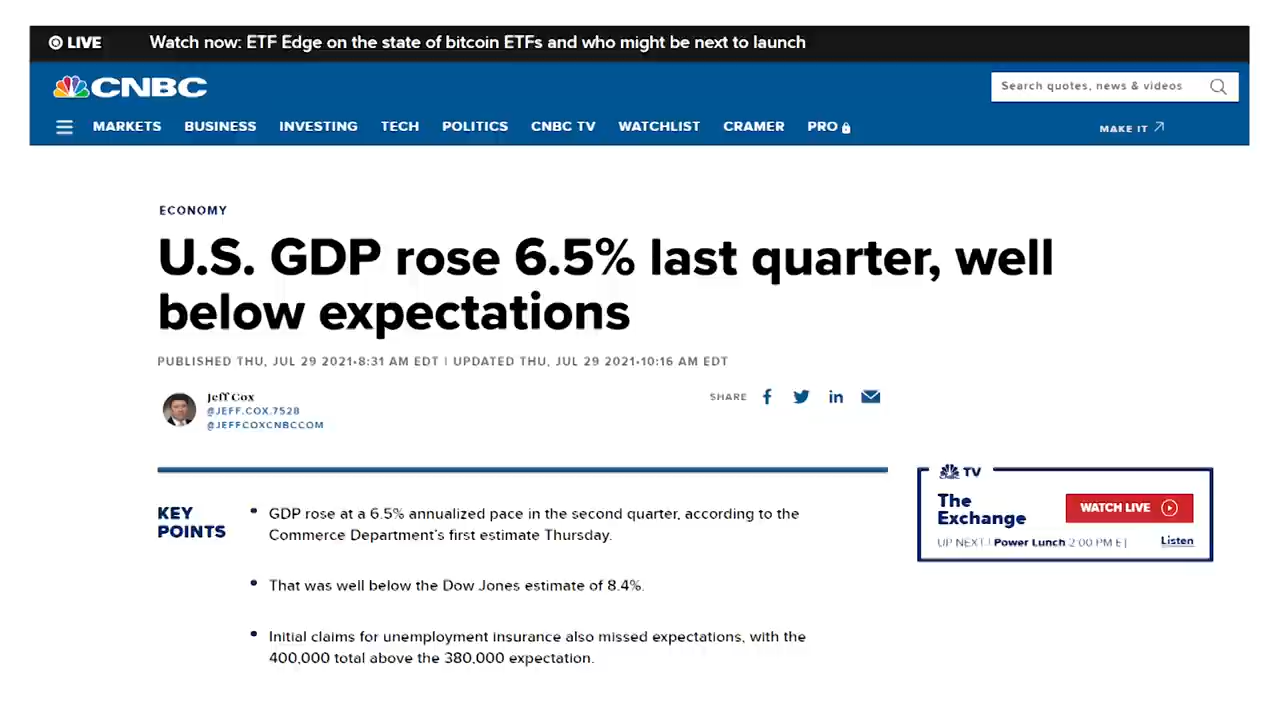 LIVE Watch now: ETF Edge on the state of bitcoin ETFs and who might be next to launch
CNBC
Search quotes, news & videos
MARKETS BUSINESS INVESTING TECH POLITICS CNBC TV WATCHLIST CRAMER PRO
MAKE IT
ECONOMY
U.S. GDP rose 6.5% last quarter, well
below expectations
PUBLISHED THU, JUL 29 2021•8:31 AM EDT | UPDATED THU, JUL 29 2021•10:16 AM EDT
Jeff Cox
@JEFF.COX.7528
@JEFFCOXCNBCCOM
SHARE
KEY
POINTS
• GDP rose at a 6.5% annualized pace in the second quarter, according to the
Commerce Department's first estimate Thursday.
• That was well below the Dow Jones estimate of 8.4%.
• Initial claims for unemployment insurance also missed expectations, with the
400,000 total above the 380,000 expectation.
TV
The
Exchange
WATCH LIVE
UP NEXT | Power Lunch 2:00 PM ET
Listen